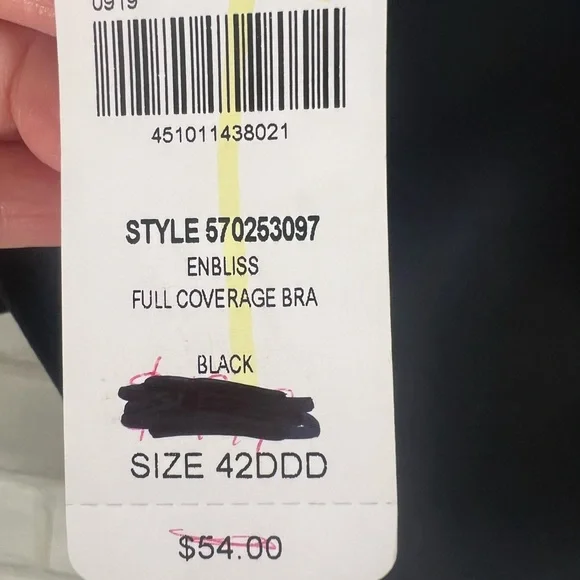 0919
451011438021
STYLE 570253097
ENBLISS
FULL COVERAGE BRA
BLACK
SIZE 42DDD
$54.00